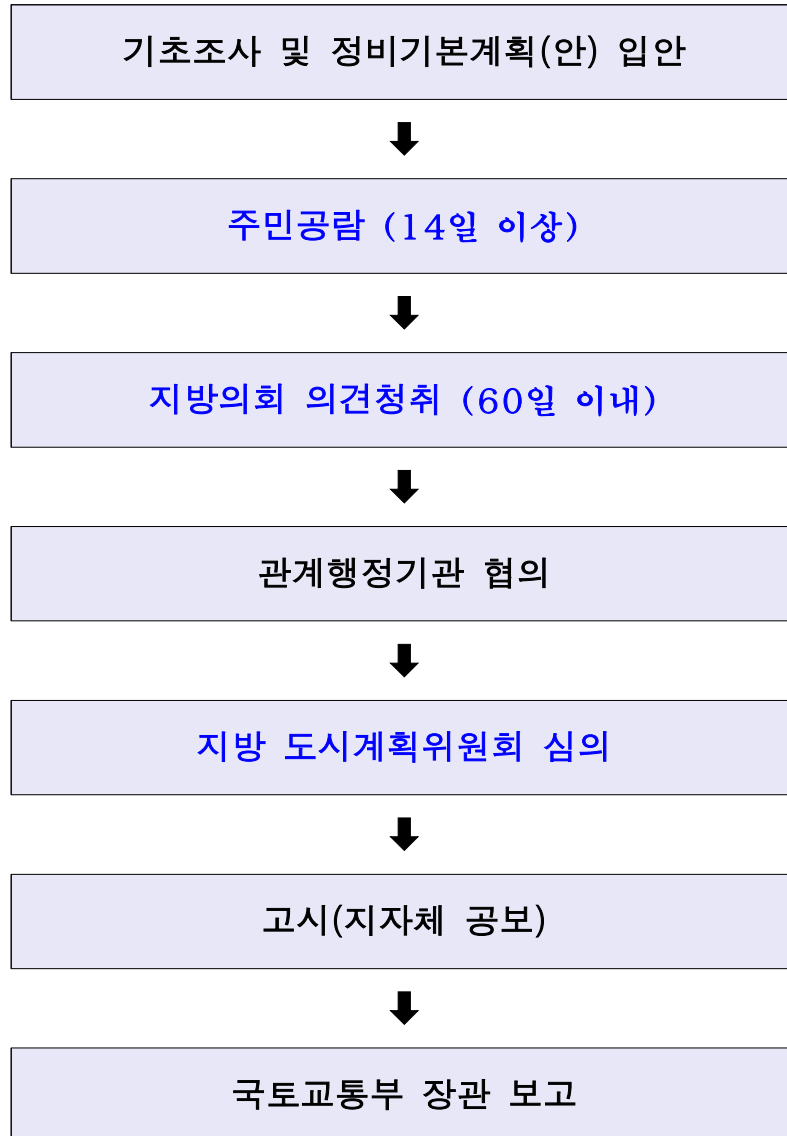 기초조사 및 정비기본계획(안) 입안
주민공람 (14일 이상)
지방의회 의견청취 (60일 이내)
관계행정기관 협의
지방 도시계획위원회 심의
고시(지자체 공보)
국토교통부 장관 보고